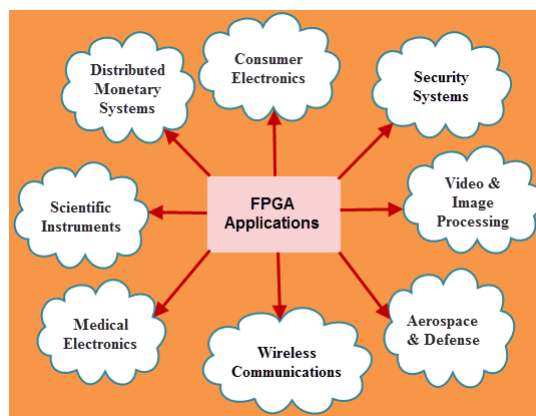 Distributed
Monetary
Systems
Consumer
Electronics
Security
Systems
Scientific
Instruments
FPGA
Applications
Video &
Image
Processing
Medical
Electronics
Wireless
Communications
Aerospace
& Defense